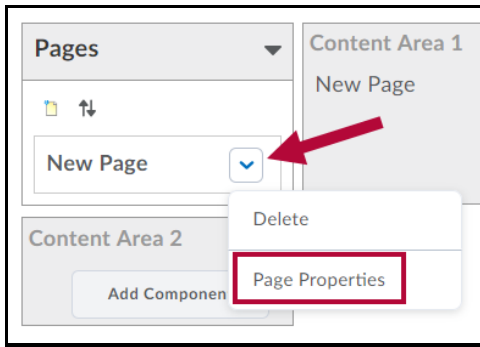 Pages
Content Area 1
New Page
New Page
Delete
Content Area 2
Page Properties
Add Componen